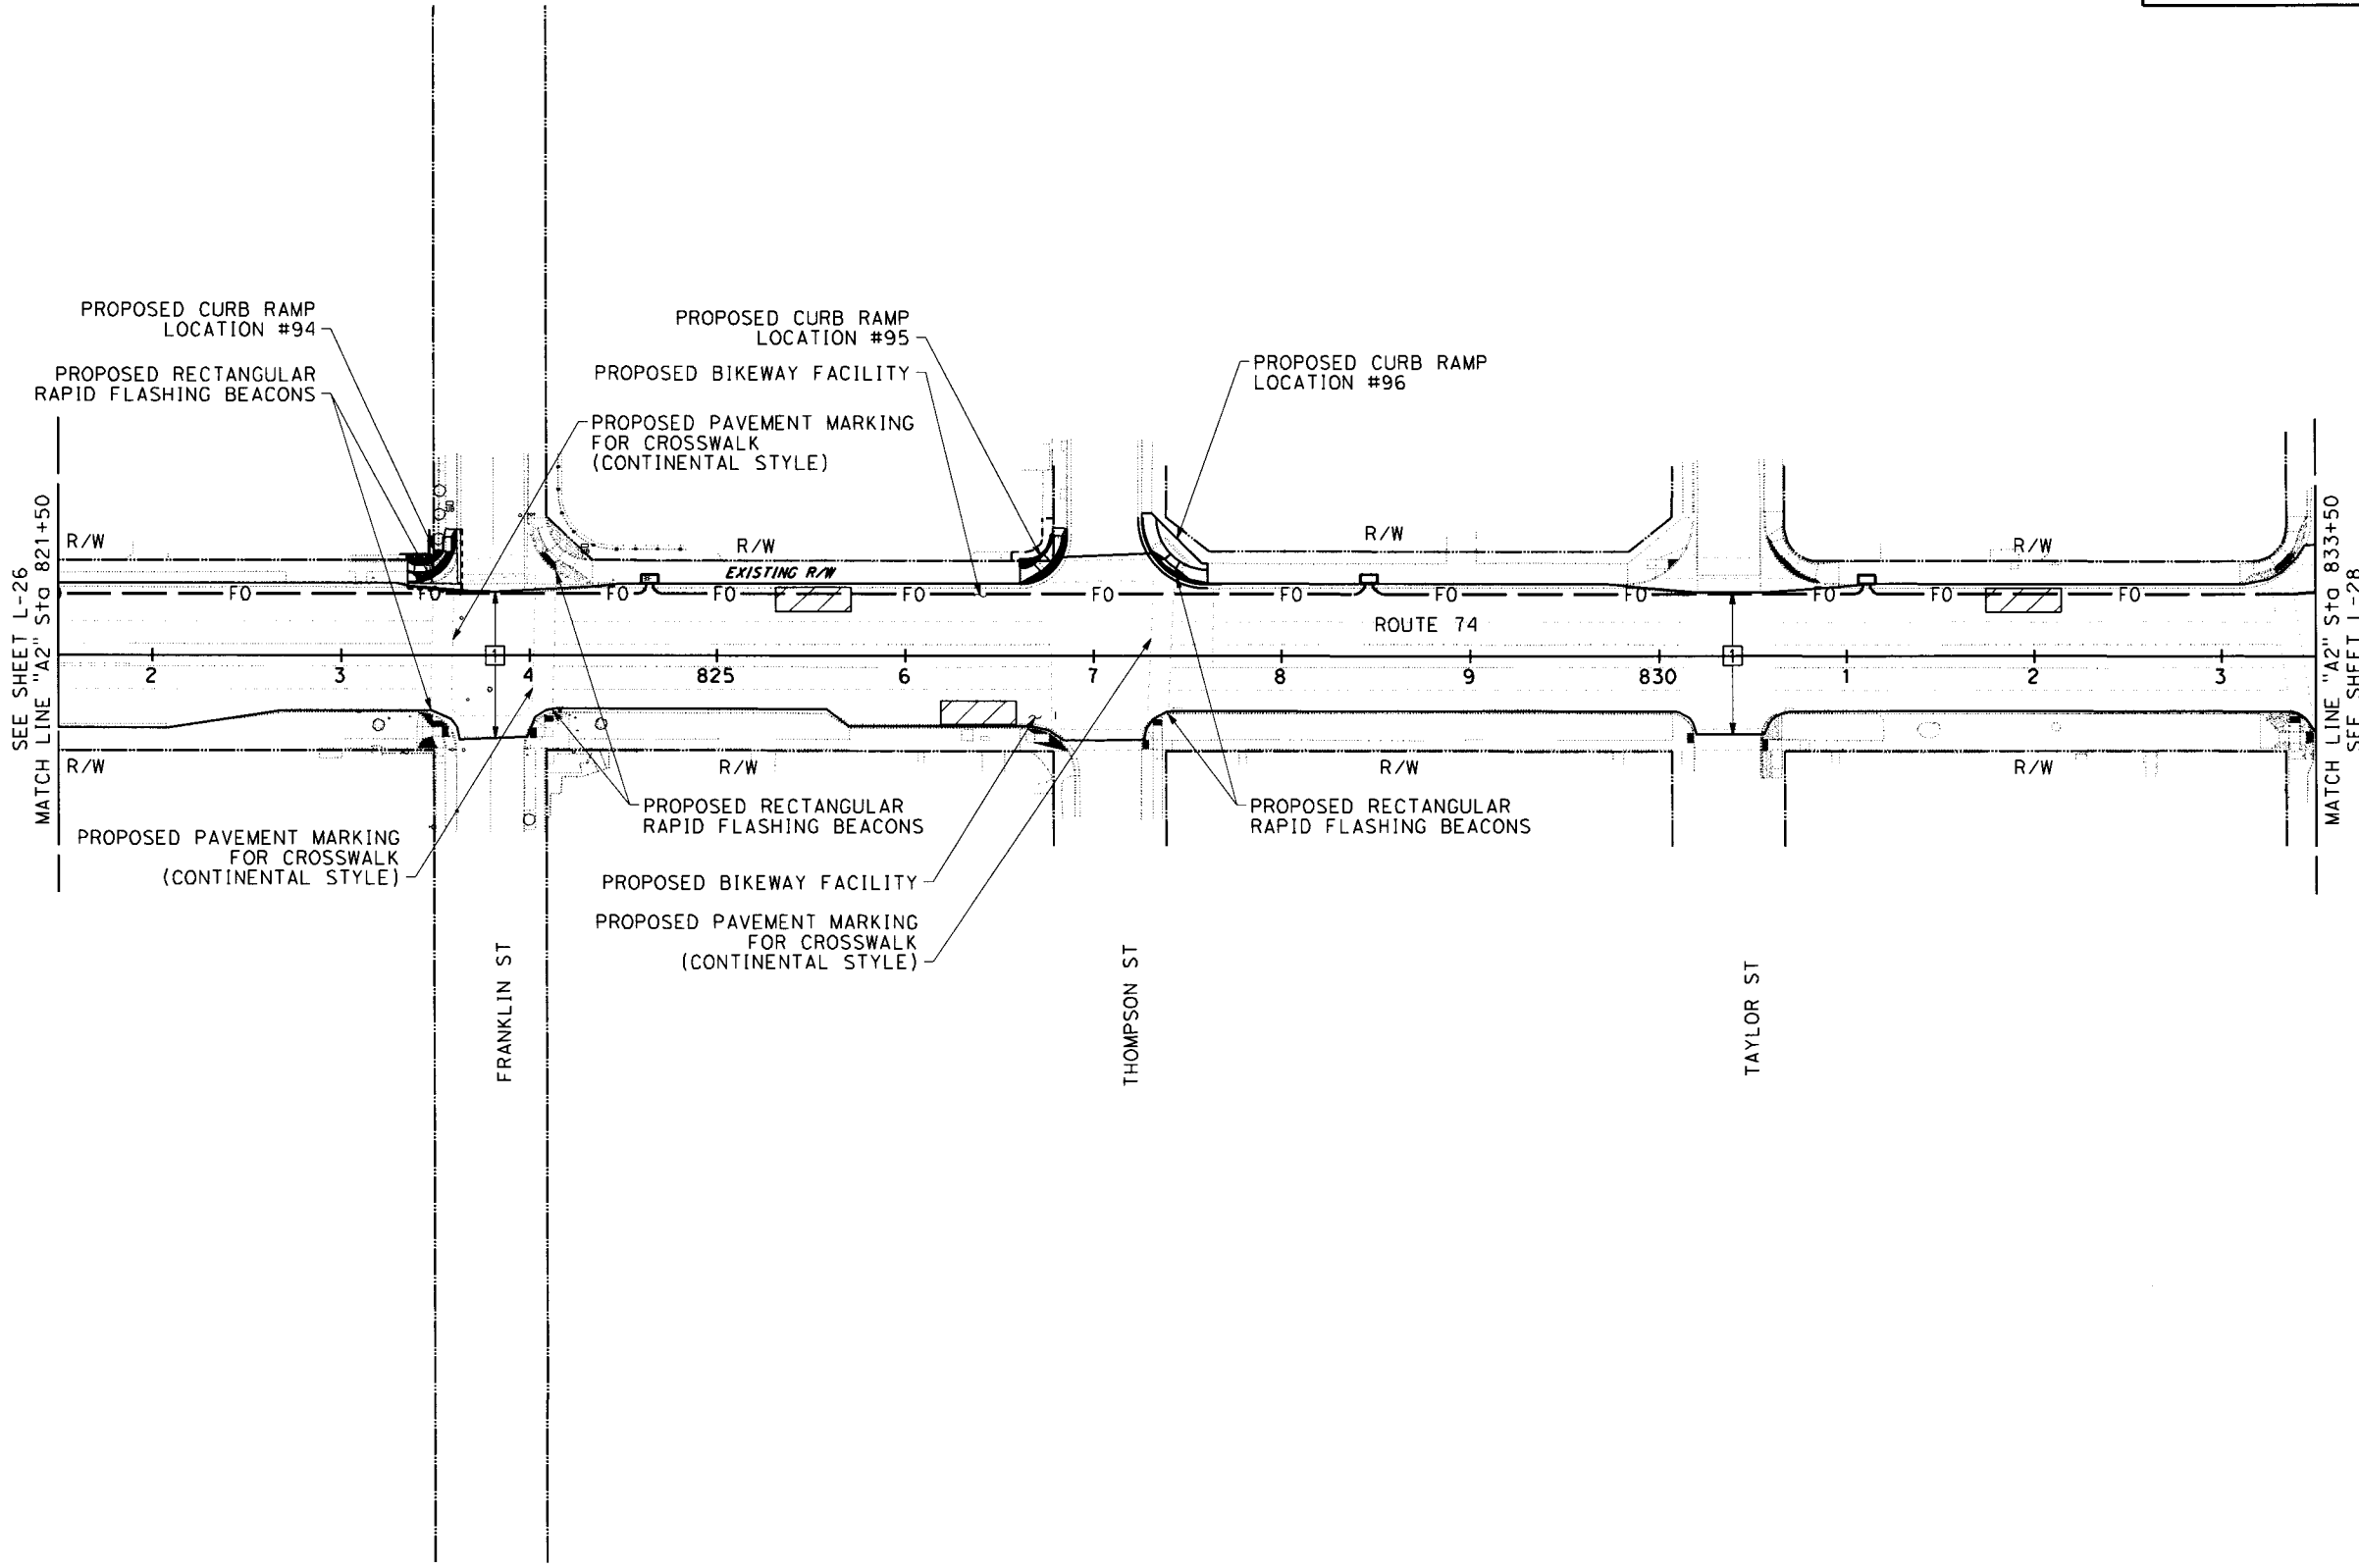 PROPOSED CURB RAMP
LOCATION #94
PROPOSED RECTANGULAR
RAPID FLASHING BEACONS
PROPOSED CURB RAMP
LOCATION #95
PROPOSED BIKEWAY FACILITY
PROPOSED PAVEMENT MARKING
FOR CROSSWALK
(CONTINENTAL STYLE)
PROPOSED CURB RAMP
LOCATION #96
SEE SHEET L-26
MATCH LINE "A2" Sta 821+50
R/W
R/W
EXISTING R/W
R/W
R/W
FO
FO
FO
FO
FO
FO
FO
FO
FO
FO
FO
FO
ROUTE 74
1
1
2
3
4
825
6
7
8
9
830
1
2
3
R/W
R/W
R/W
R/W
MATCH LINE "A2" Sta 833+50
SEE SHEET L-28
PROPOSED PAVEMENT MARKING
FOR CROSSWALK
(CONTINENTAL STYLE)
PROPOSED RECTANGULAR
RAPID FLASHING BEACONS
PROPOSED BIKEWAY FACILITY
PROPOSED PAVEMENT MARKING
FOR CROSSWALK
(CONTINENTAL STYLE)
PROPOSED RECTANGULAR
RAPID FLASHING BEACONS
FRANKLIN ST
THOMPSON ST
TAYLOR ST